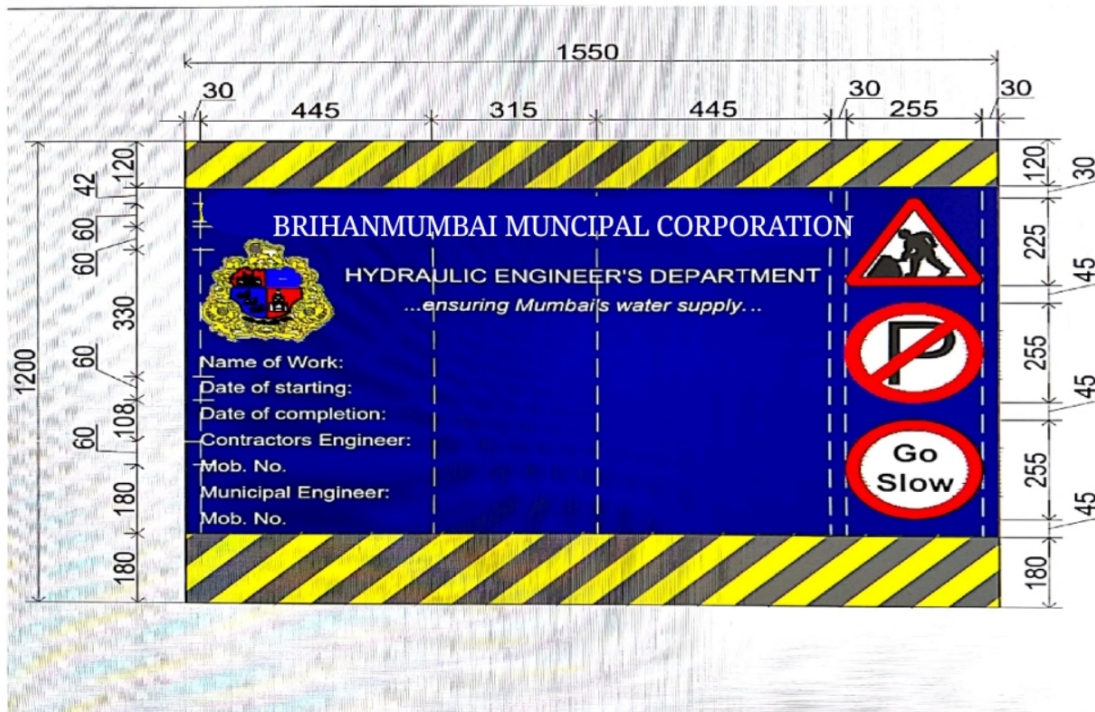 1550
30 445 315 445 30 255 30
BRIHANMUMBAI MUNCIPAL CORPORATION
HYDRAULIC ENGINEER'S DEPARTMENT
...ensuring Mumbai's water supply...
Name of Work:
Date of starting:
Date of completion:
Contractors Engineer:
Mob. No.
Municipal Engineer:
Mob. No.
P
Go
Slow
1200
120
42
60
60
330
60
108
60
180
180
120
30
225
45
255
45
255
45
180